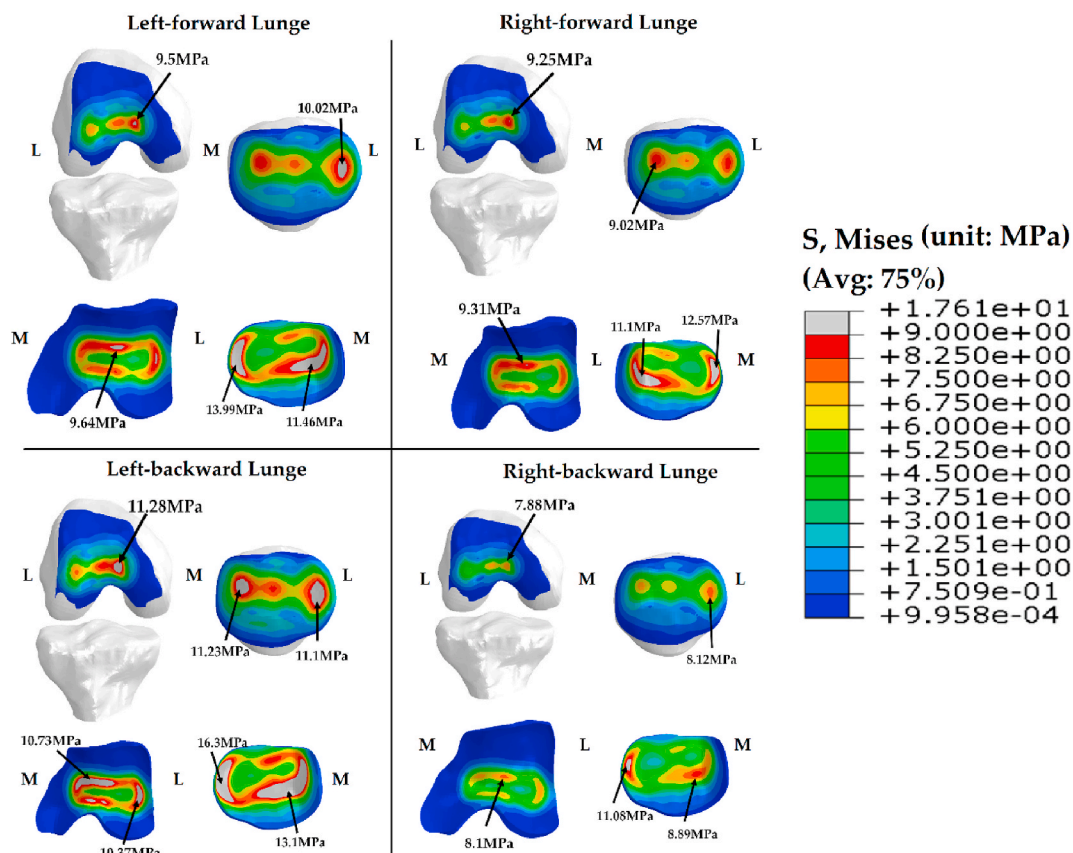 Left-forward Lunge
9.5MPa
10.02MPa
L
M
L
M
L
M
9.64MPa
13.99MPa
11.46MPa
Right-forward Lunge
9.25MPa
L
M
L
9.02MPa
9.31MPa
11.1MPa
12.57MPa
M
L
M
Left-backward Lunge
11.28MPa
L
M
L
11.23MPa
11.1MPa
10.73MPa
16.3MPa
M
L
M
13.1MPa
10.37MPa
Right-backward Lunge
7.88MPa
L
M
L
8.12MPa
M
L
M
11.08MPa
8.89MPa
8.1MPa
S, Mises (unit: MPa)
(Avg: 75%)
+1.761e+01
+9.000e+00
+8.250e+00
+7.500e+00
+6.750e+00
+6.000e+00
+5.250e+00
+4.500e+00
+3.751e+00
+3.001e+00
+2.251e+00
+1.501e+00
+7.509e-01
+9.958e-04